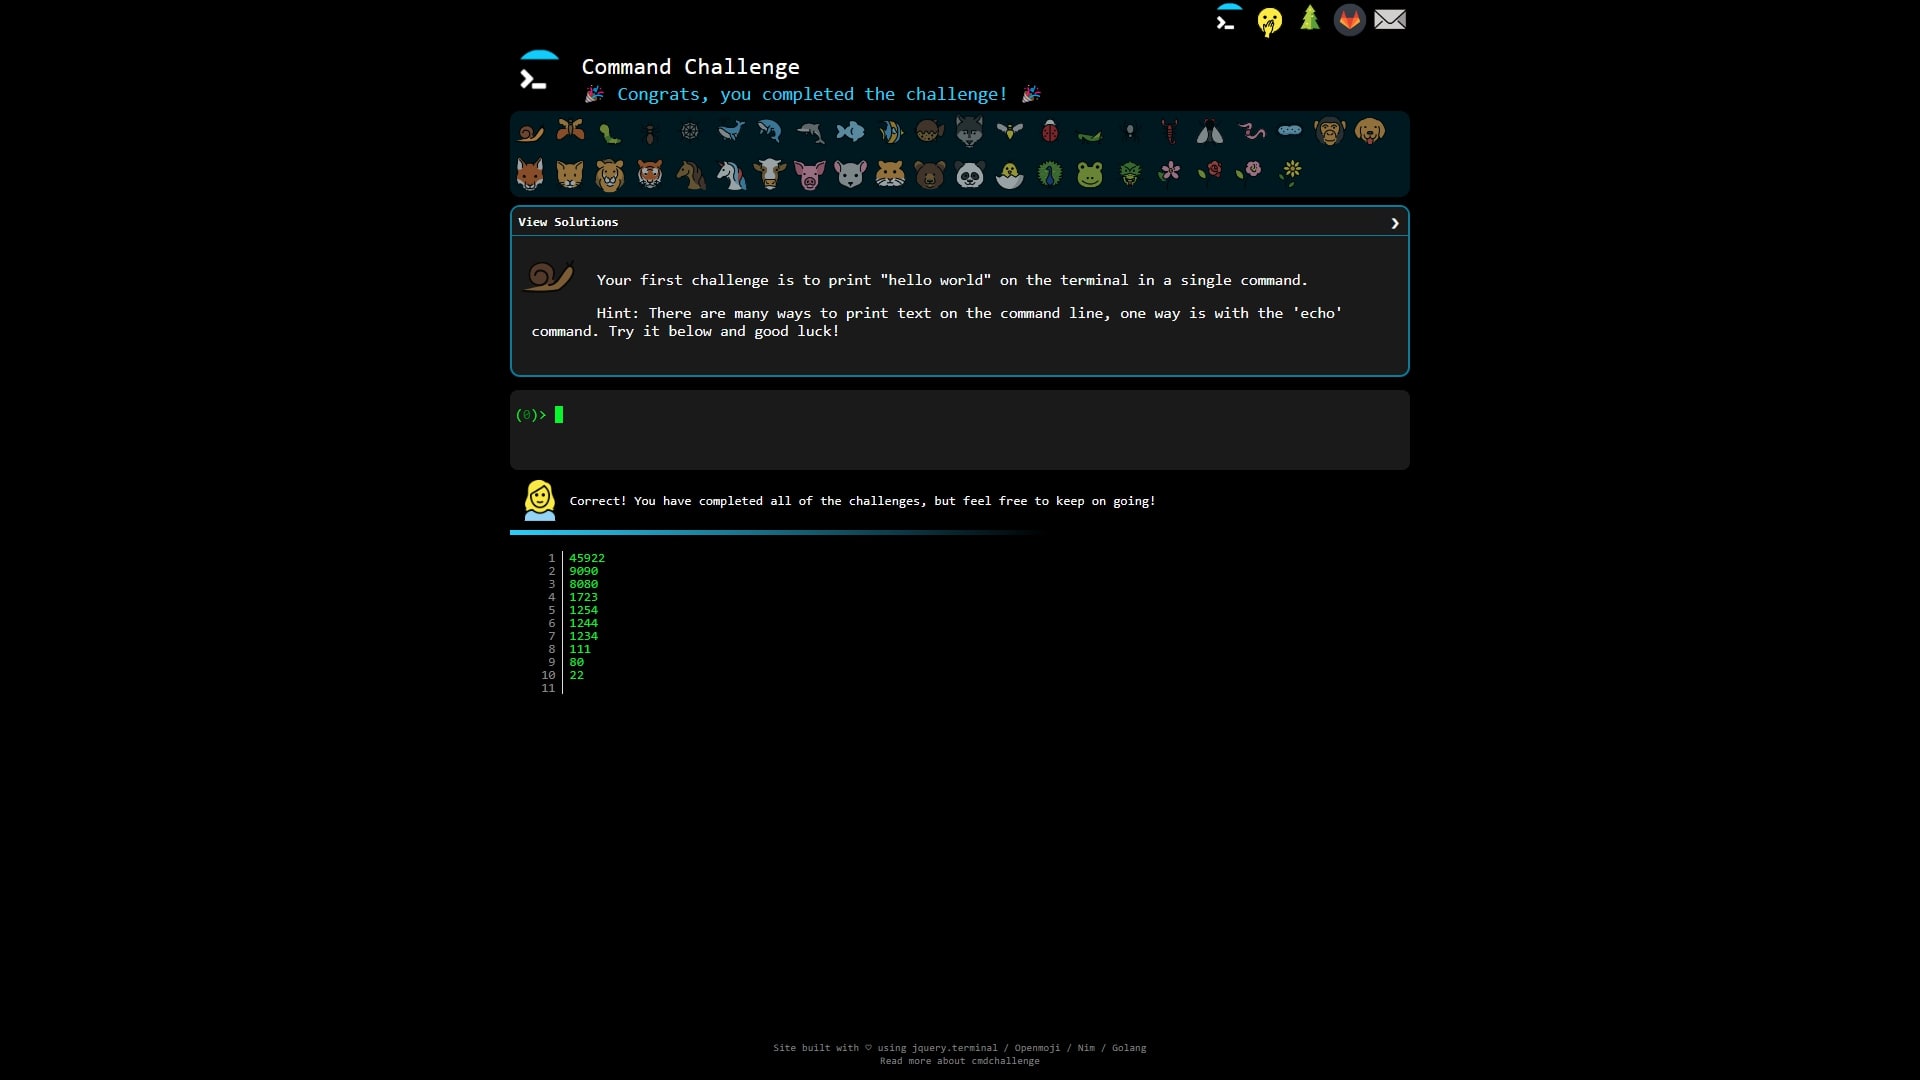 Command Challenge
Congrats, you completed the challenge!
View Solutions
Your first challenge is to print "hello world" on the terminal in a single command.
Hint: There are many ways to print text on the command line, one way is with the 'echo'
command. Try it below and good luck!
(0)>
Correct! You have completed all of the challenges, but feel free to keep on going!
1 45922
2 9090
3 8080
4 1723
5 1254
6 1244
7 1234
8 111
9 80
10 22
11
Site built with ♡ using jquery.terminal / Openmoji / Nim / Golang
Read more about cmdchallenge